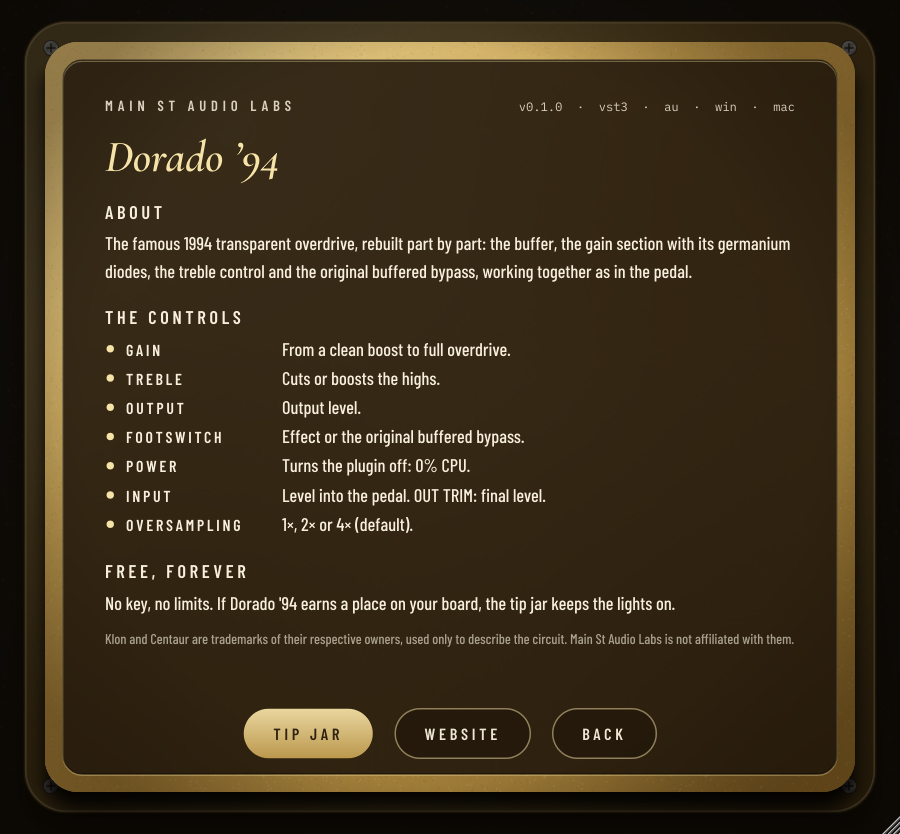 MAIN ST AUDIO LABS
v0.1.0 · vst3 · au · win · mac
Dorado ’94
ABOUT
The famous 1994 transparent overdrive, rebuilt part by part: the buffer, the gain section with its germanium
diodes, the treble control and the original buffered bypass, working together as in the pedal.
THE CONTROLS
• GAIN From a clean boost to full overdrive.
• TREBLE Cuts or boosts the highs.
• OUTPUT Output level.
• FOOTSWITCH Effect or the original buffered bypass.
• POWER Turns the plugin off: 0% CPU.
• INPUT Level into the pedal. OUT TRIM: final level.
• OVERSAMPLING 1×, 2× or 4× (default).
FREE, FOREVER
No key, no limits. If Dorado '94 earns a place on your board, the tip jar keeps the lights on.
Klon and Centaur are trademarks of their respective owners, used only to describe the circuit. Main St Audio Labs is not affiliated with them.
TIP JAR WEBSITE BACK